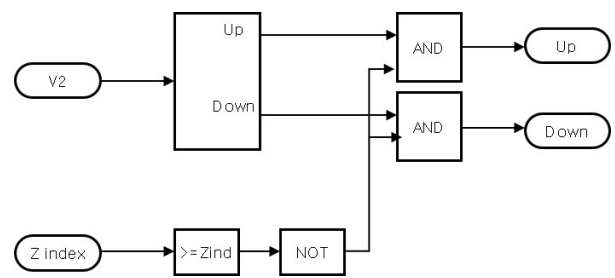 Up
AND
Up
V2
Down
AND
Down
Z index
>=Zind
NOT